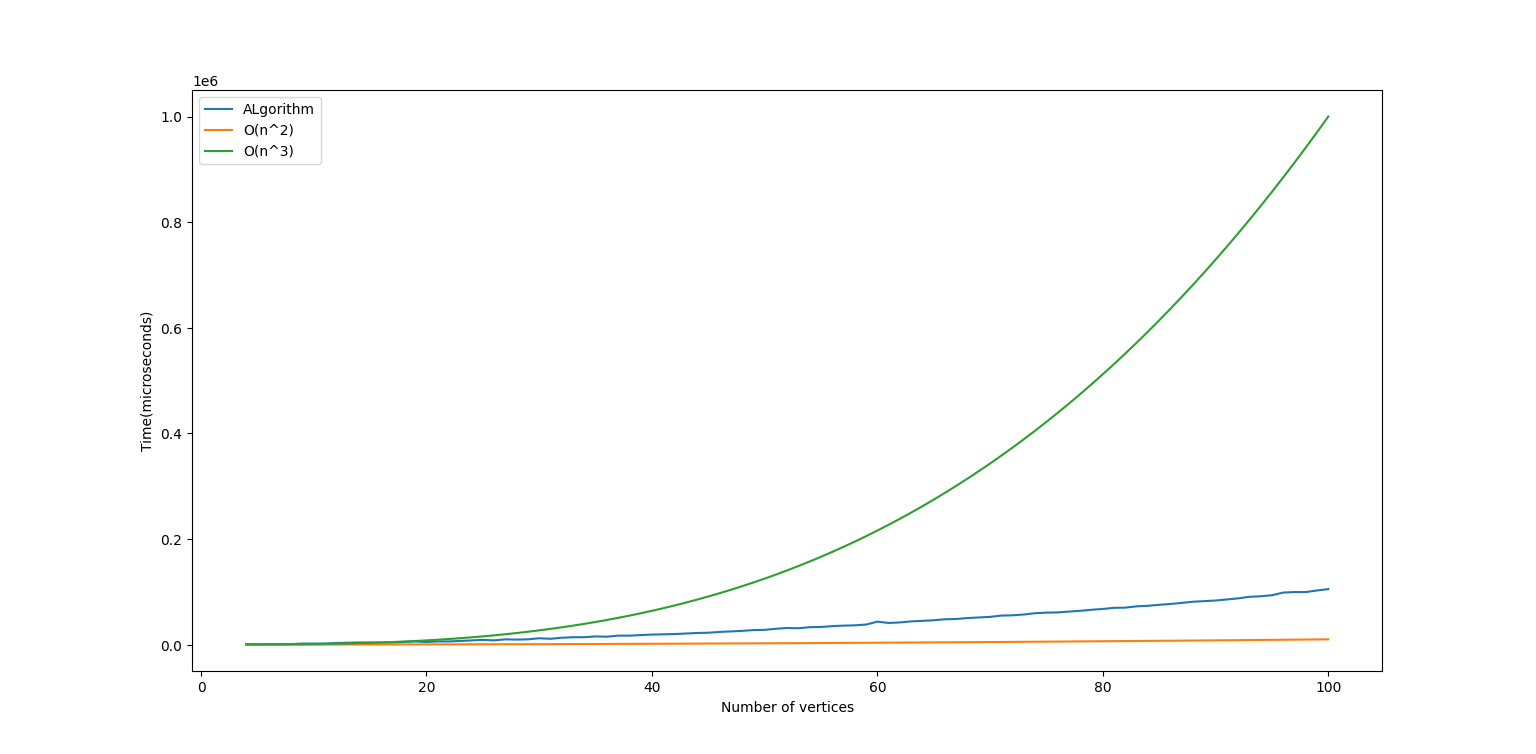 1e6
ALgorithm
O(n^2)
O(n^3)
1.0
0.8
0.6
0.4
0.2
0.0
Time(microseconds)
0 20 40 60 80 100
Number of vertices